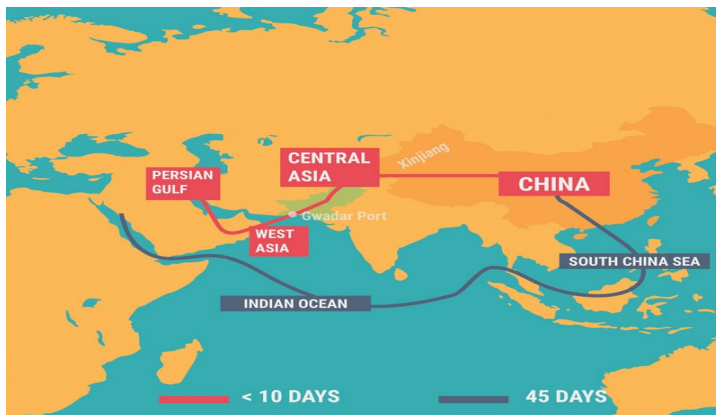 Xinjiang
CENTRAL
ASIA
PERSIAN
GULF
CHINA
Gwadar Port
WEST
ASIA
SOUTH CHINA SEA
INDIAN OCEAN
< 10 DAYS
45 DAYS